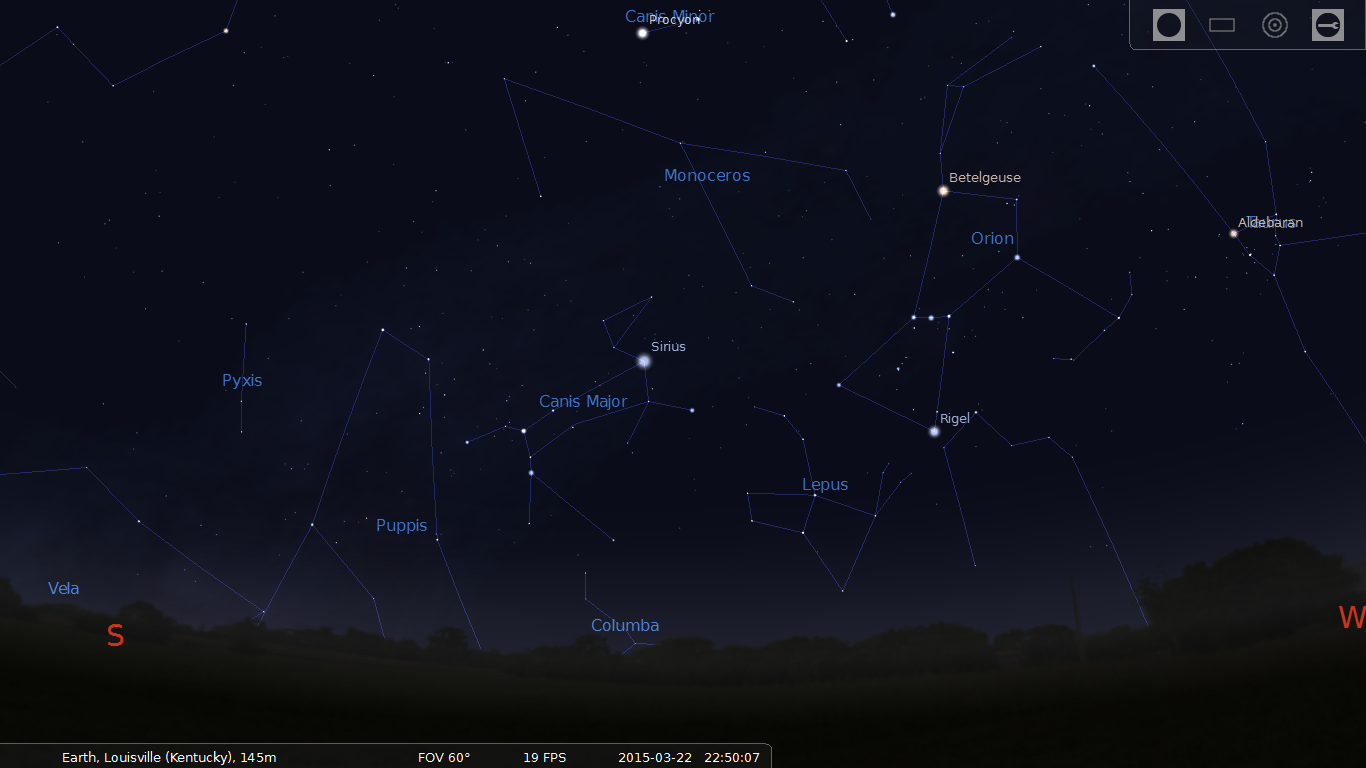 Canis Minor
Procyon
Monoceros
Betelgeuse
Orion
Aldebaran
Taurus
Sirius
Pyxis
Canis Major
Rigel
Lepus
Puppis
Vela
Columba
S
W
Earth, Louisville (Kentucky), 145m FOV 60° 19 FPS 2015-03-22 22:50:07